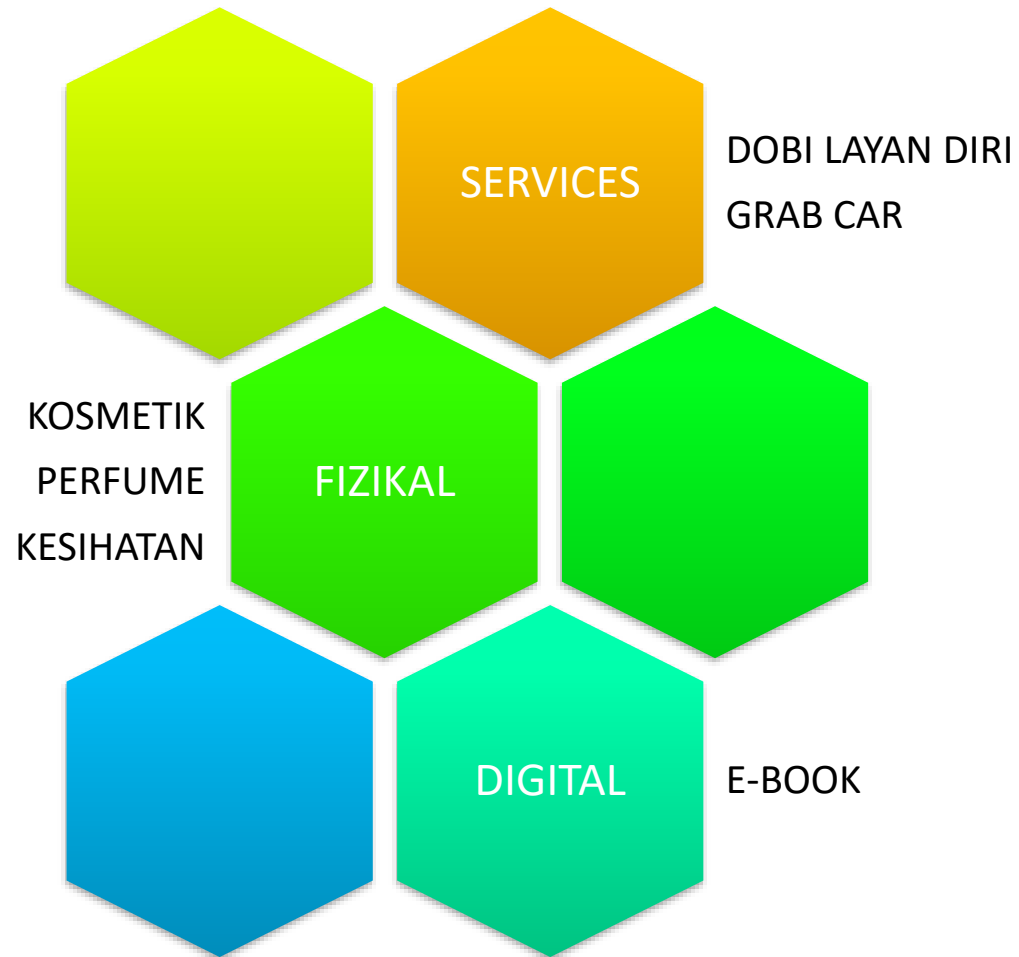 SERVICES
DOBI LAYAN DIRI
GRAB CAR
KOSMETIK
PERFUME
KESIHATAN
FIZIKAL
DIGITAL
E-BOOK